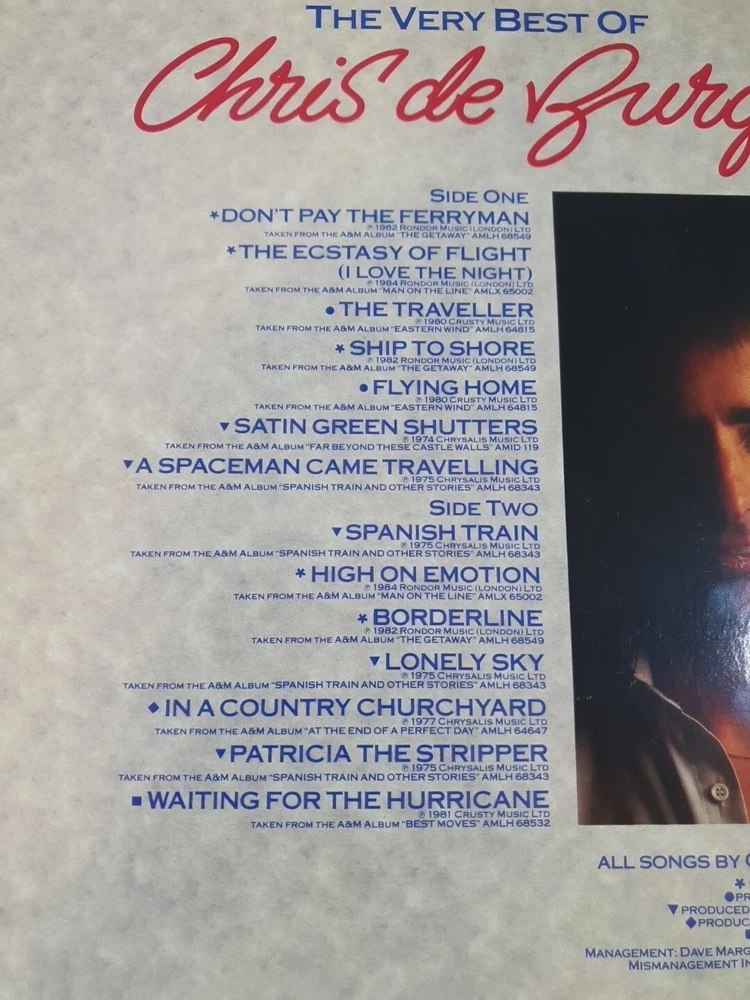 THE VERY BEST OF
Chris de Burg
SIDE ONE
*DON'T PAY THE FERRYMAN
℗ 1982 RONDOR MUSIC (LONDON) LTD
TAKEN FROM THE A&M ALBUM "THE GETAWAY" AMLH 68549
*THE ECSTASY OF FLIGHT
(I LOVE THE NIGHT)
℗ 1984 RONDOR MUSIC (LONDON) LTD
TAKEN FROM THE A&M ALBUM "MAN ON THE LINE" AMLX 65002
●THE TRAVELLER
℗ 1980 CRUSTY MUSIC LTD
TAKEN FROM THE A&M ALBUM "EASTERN WIND" AMLH 64815
*SHIP TO SHORE
℗ 1982 RONDOR MUSIC (LONDON) LTD
TAKEN FROM THE A&M ALBUM "THE GETAWAY" AMLH 68549
●FLYING HOME
℗ 1980 CRUSTY MUSIC LTD
TAKEN FROM THE A&M ALBUM "EASTERN WIND" AMLH 64815
▼SATIN GREEN SHUTTERS
℗ 1974 CHRYSALIS MUSIC LTD
TAKEN FROM THE A&M ALBUM "FAR BEYOND THESE CASTLE WALLS" AMID 119
▼A SPACEMAN CAME TRAVELLING
℗ 1975 CHRYSALIS MUSIC LTD
TAKEN FROM THE A&M ALBUM "SPANISH TRAIN AND OTHER STORIES" AMLH 68343
SIDE TWO
▼SPANISH TRAIN
℗ 1975 CHRYSALIS MUSIC LTD
TAKEN FROM THE A&M ALBUM "SPANISH TRAIN AND OTHER STORIES" AMLH 68343
*HIGH ON EMOTION
℗ 1984 RONDOR MUSIC (LONDON) LTD
TAKEN FROM THE A&M ALBUM "MAN ON THE LINE" AMLX 65002
*BORDERLINE
℗ 1982 RONDOR MUSIC (LONDON) LTD
TAKEN FROM THE A&M ALBUM "THE GETAWAY" AMLH 68549
▼LONELY SKY
℗ 1975 CHRYSALIS MUSIC LTD
TAKEN FROM THE A&M ALBUM "SPANISH TRAIN AND OTHER STORIES" AMLH 68343
◆IN A COUNTRY CHURCHYARD
℗ 1977 CHRYSALIS MUSIC LTD
TAKEN FROM THE A&M ALBUM "AT THE END OF A PERFECT DAY" AMLH 64647
▼PATRICIA THE STRIPPER
℗ 1975 CHRYSALIS MUSIC LTD
TAKEN FROM THE A&M ALBUM "SPANISH TRAIN AND OTHER STORIES" AMLH 68343
■WAITING FOR THE HURRICANE
℗ 1981 CRUSTY MUSIC LTD
TAKEN FROM THE A&M ALBUM "BEST MOVES" AMLH 68532
ALL SONGS BY
*
●PR
▼PRODUCED
◆PRODUC
■
MANAGEMENT: DAVE MARG
MISMANAGEMENT IN